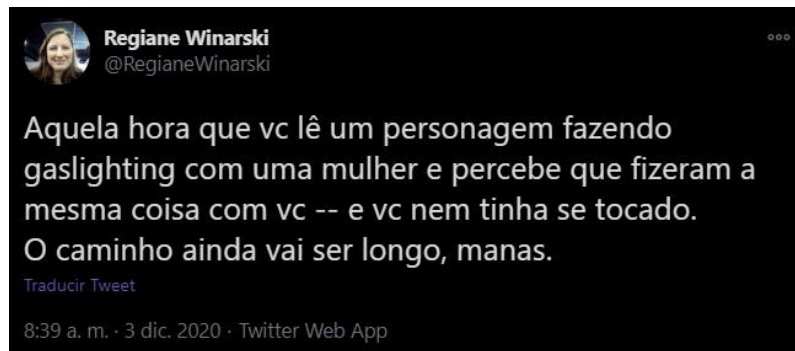 Regiane Winarski
@RegianeWinarski
Aquela hora que vc lê um personagem fazendo
gaslighting com uma mulher e percebe que fizeram a
mesma coisa com vc -- e vc nem tinha se tocado.
O caminho ainda vai ser longo, manas.
Traducir Tweet
8:39 a. m. · 3 dic. 2020 · Twitter Web App